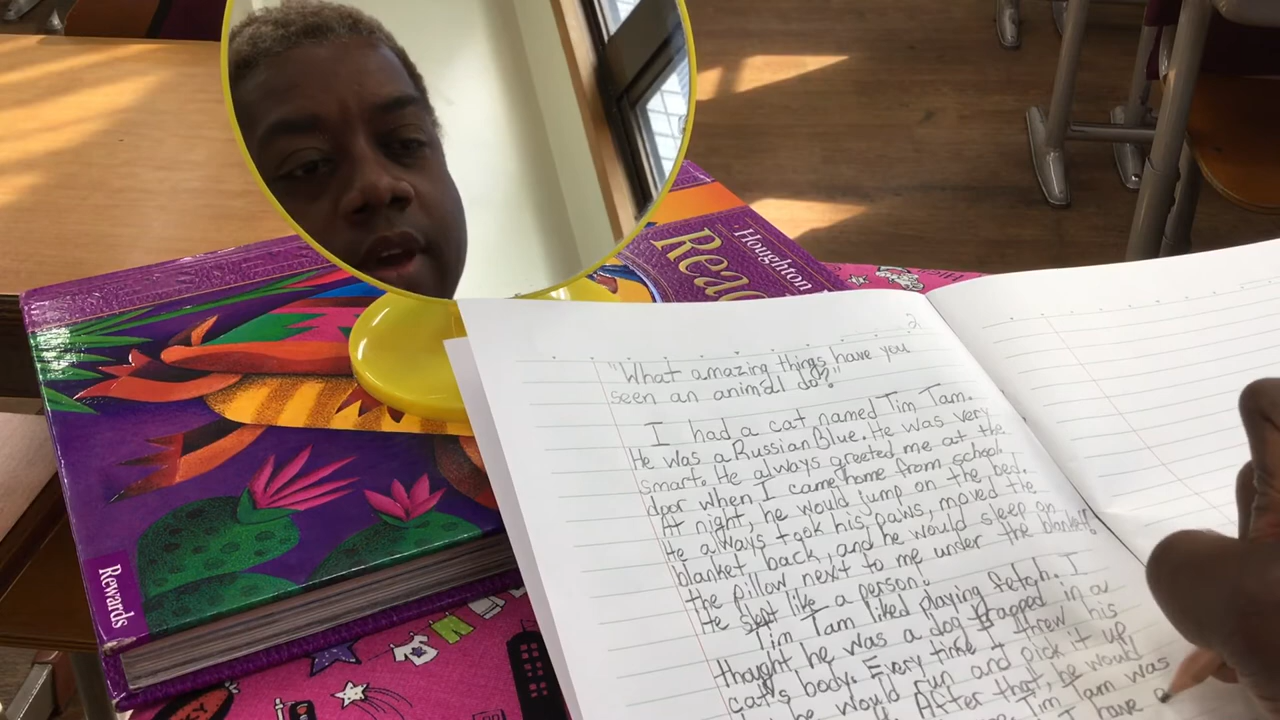 Houghton
Rewards
2
"What amazing things have you
seen an animal do?"
I had a cat named Tim Tam.
He was a Russian Blue. He was very
smart. He always greeted me at the
door when I came home from school.
At night, he would jump on the bed.
He always took his paws, moved the
blanket back, and he would sleep on
the pillow next to me under the blanket!
He slept like a person.
Tim Tam liked playing fetch. I
thought he was a dog trapped in a
cat's body. Every time I threw his
he would run and pick it up
After that, he would
Tim Tam was
I have